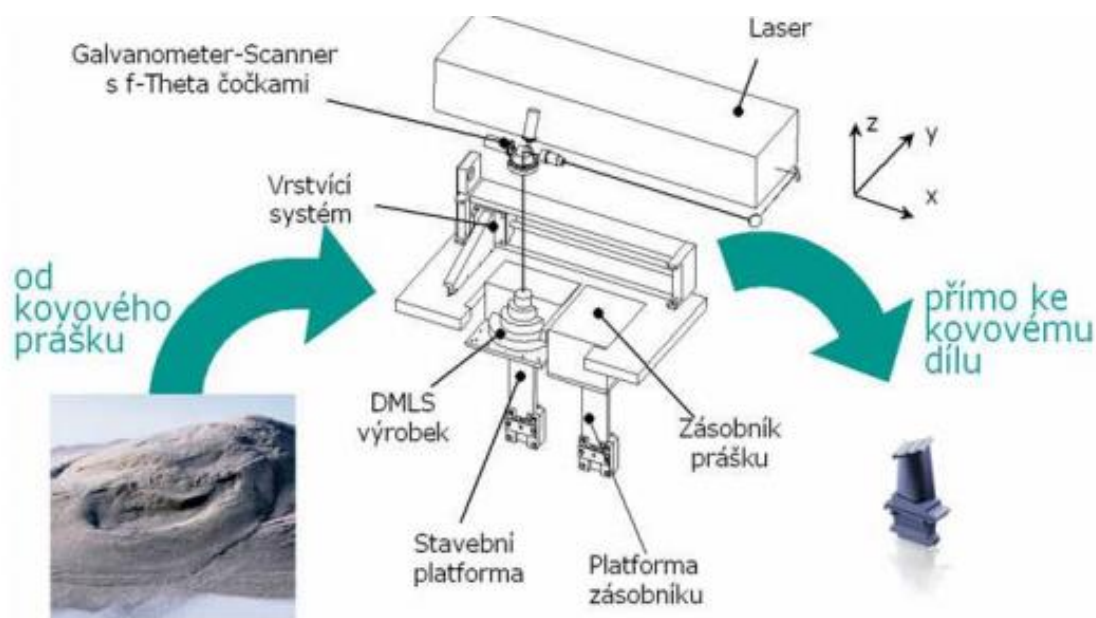 Laser
Galvanometer-Scanner
s f-Theta čočkami
z
y
x
Vrstvící
systém
od
kovového
prášku
přímo ke
kovovému
dílu
DMLS
výrobek
Zásobník
prášku
Stavební
platforma
Platforma
zásobníku